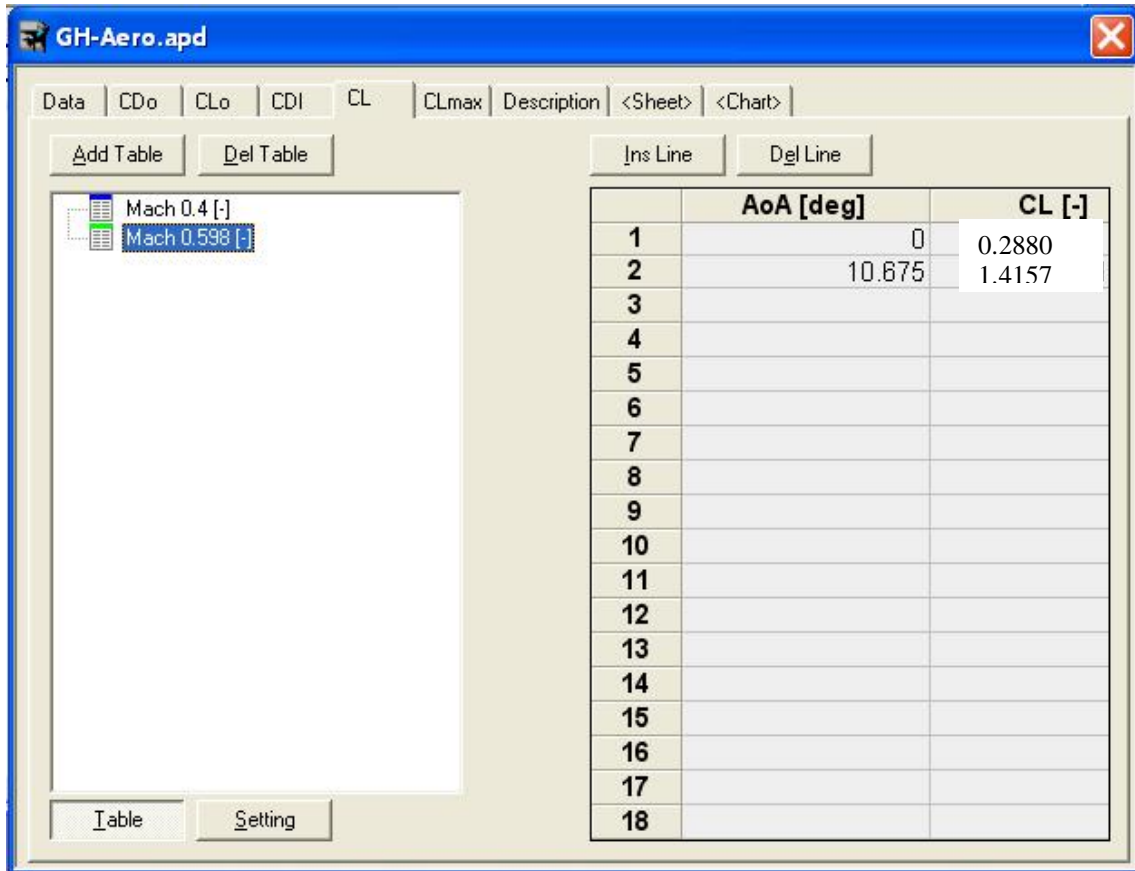 GH-Aero.apd
Data CDo CLo CDI CL CLmax Description <Sheet> <Chart>
Add Table Del Table Ins Line Del Line
Mach 0.4 [-]
Mach 0.598 [-]
AoA [deg] CL [-]
1 0 0.2880
2 10.675 1.4157
3
4
5
6
7
8
9
10
11
12
13
14
15
16
17
18
Table Setting